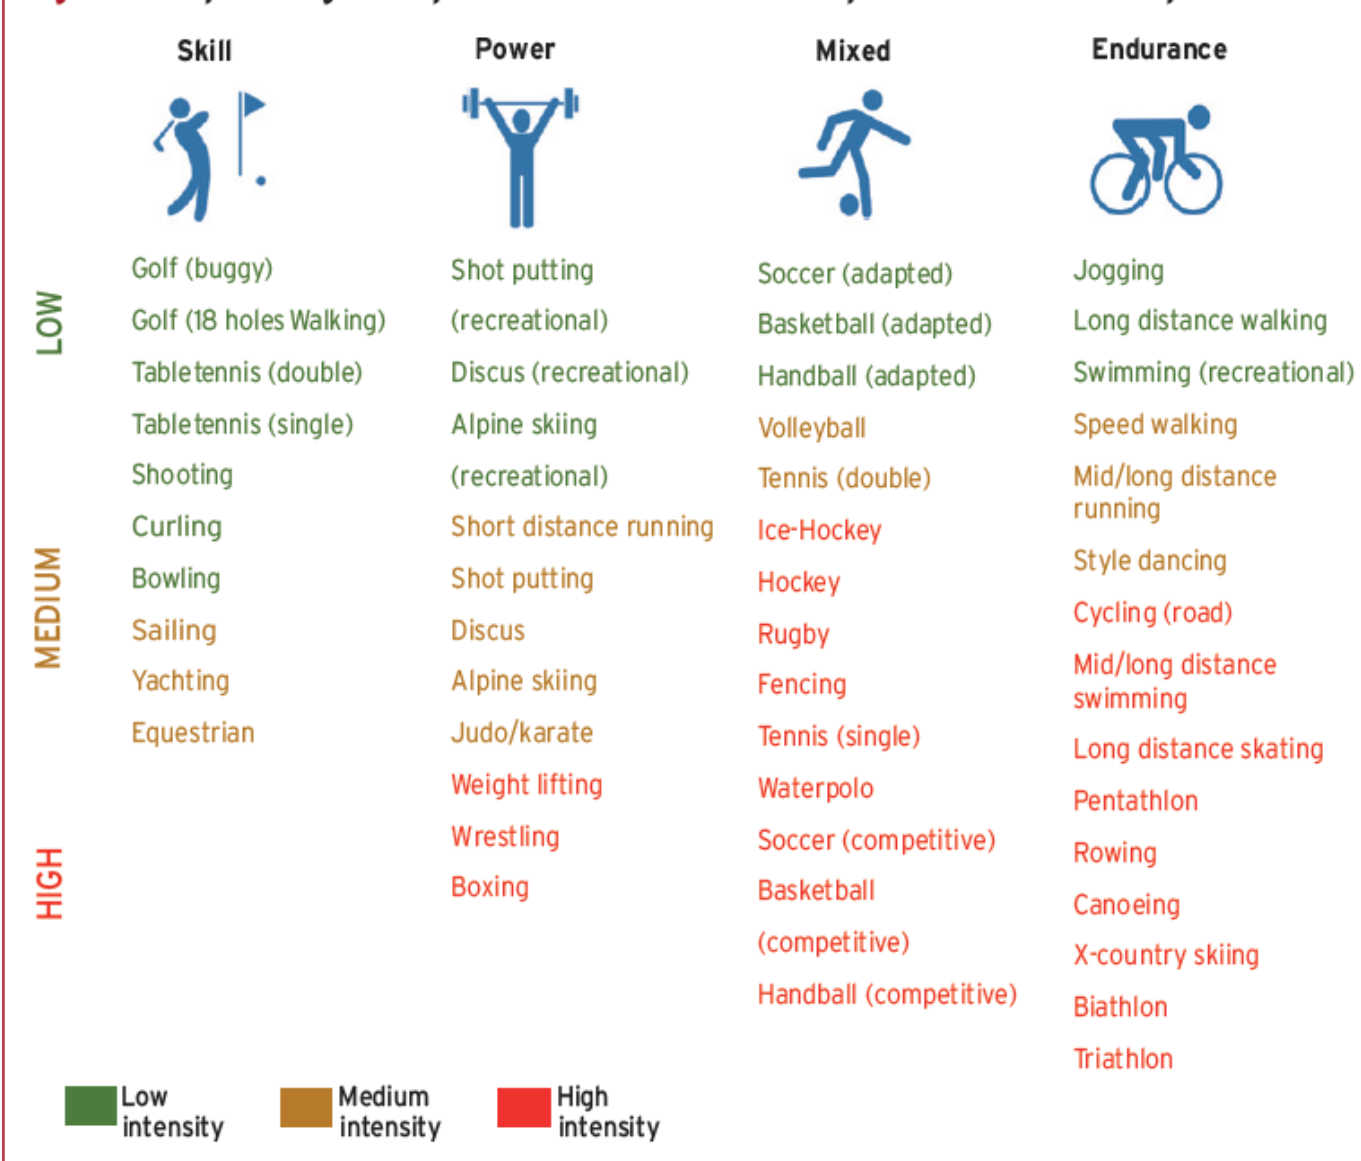 Skill
Power
Mixed
Endurance
LOW
MEDIUM
HIGH
Golf (buggy)
Golf (18 holes Walking)
Tabletennis (double)
Tabletennis (single)
Shooting
Curling
Bowling
Sailing
Yachting
Equestrian
Shot putting
(recreational)
Discus (recreational)
Alpine skiing
(recreational)
Short distance running
Shot putting
Discus
Alpine skiing
Judo/karate
Weight lifting
Wrestling
Boxing
Soccer (adapted)
Basketball (adapted)
Handball (adapted)
Volleyball
Tennis (double)
Ice-Hockey
Hockey
Rugby
Fencing
Tennis (single)
Waterpolo
Soccer (competitive)
Basketball
(competitive)
Handball (competitive)
Jogging
Long distance walking
Swimming (recreational)
Speed walking
Mid/long distance
running
Style dancing
Cycling (road)
Mid/long distance
swimming
Long distance skating
Pentathlon
Rowing
Canoeing
X-country skiing
Biathlon
Triathlon
Low
intensity
Medium
intensity
High
intensity